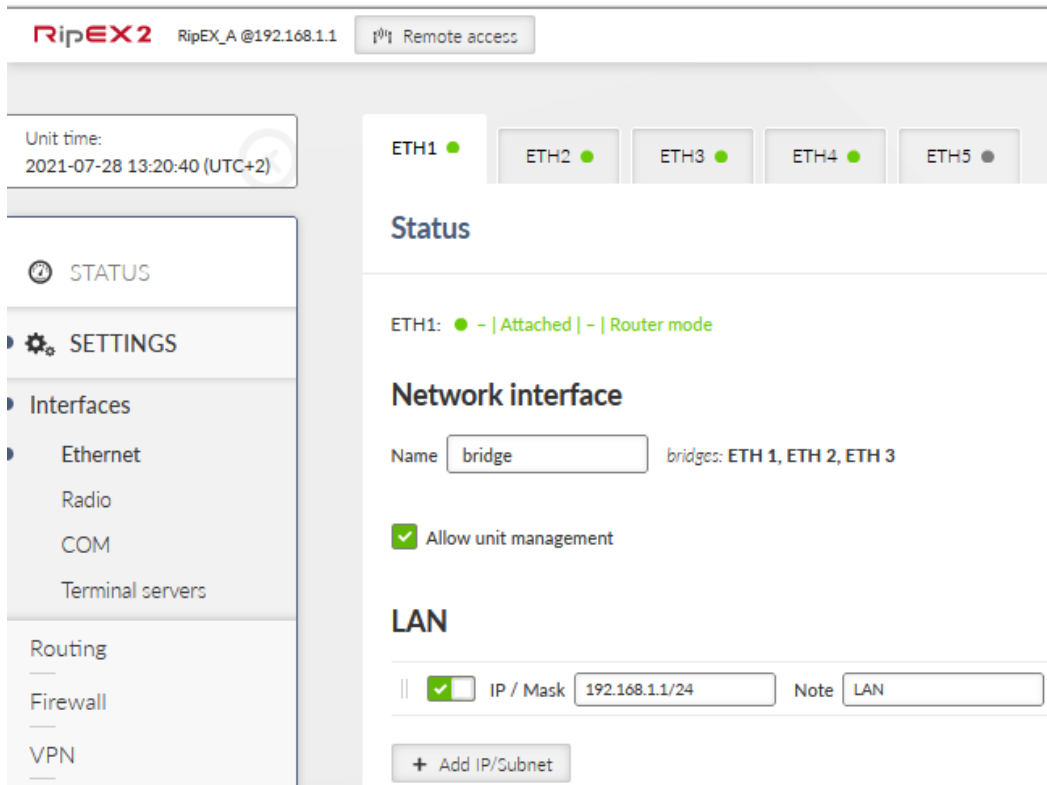 RipEX2 RipEX_A @192.168.1.1 Remote access
Unit time:
2021-07-28 13:20:40 (UTC+2)
ETH1 ETH2 ETH3 ETH4 ETH5
Status
STATUS
ETH1: – | Attached | – | Router mode
SETTINGS
Network interface
Interfaces
Ethernet
Name bridge bridges: ETH 1, ETH 2, ETH 3
Radio
COM
Allow unit management
Terminal servers
LAN
Routing
IP / Mask 192.168.1.1/24 Note LAN
Firewall
VPN
+ Add IP/Subnet